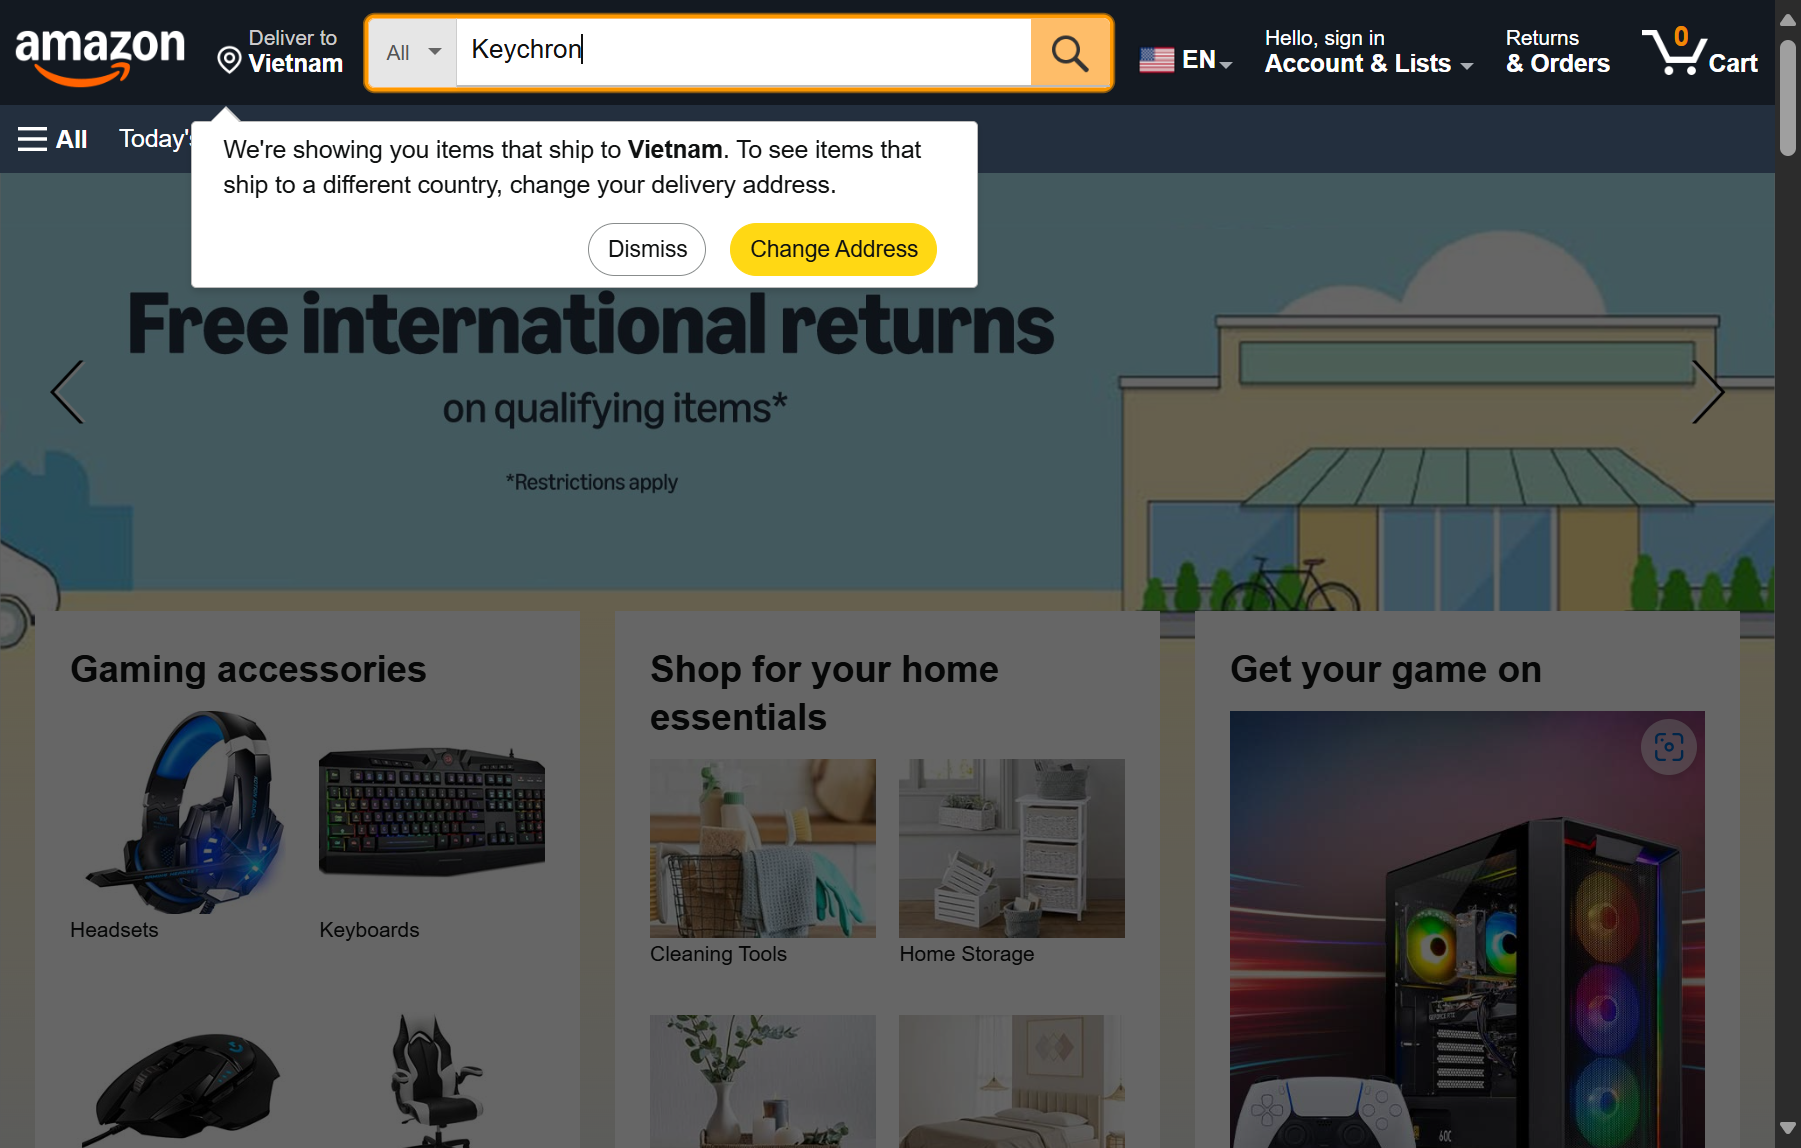 amazon
Deliver to
Vietnam
All
Keychron
EN
Hello, sign in
Account & Lists
Returns
& Orders
0
Cart
All
Today's
We're showing you items that ship to Vietnam. To see items that
ship to a different country, change your delivery address.
Dismiss
Change Address
Free international returns
on qualifying items*
*Restrictions apply
Gaming accessories
Headsets
Keyboards
Shop for your home
essentials
Cleaning Tools
Home Storage
Get your game on